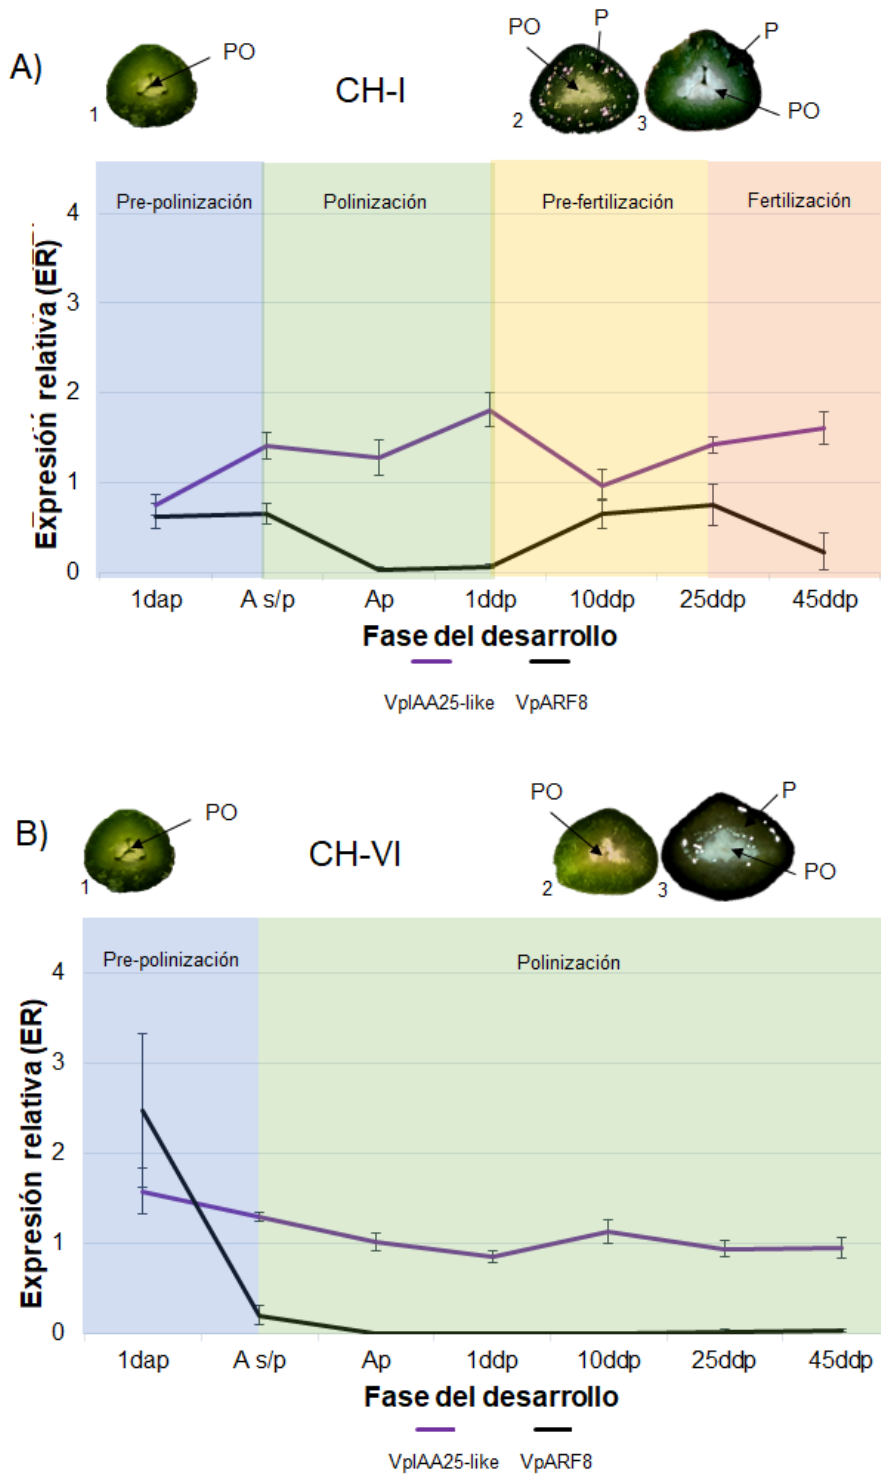 A)
PO
1
CH-I
PO
P
2
P
PO
3
Expresión relativa (ER)
4
3
2
1
0
Pre-polinización
Polinización
Pre-fertilización
Fertilización
1dap
A s/p
Ap
1ddp
10ddp
25ddp
45ddp
Fase del desarrollo
VpIAA25-like
VpARF8
B)
PO
1
CH-VI
PO
2
P
PO
3
Expresión relativa (ER)
4
3
2
1
0
Pre-polinización
Polinización
1dap
A s/p
Ap
1ddp
10ddp
25ddp
45ddp
Fase del desarrollo
VpIAA25-like
VpARF8